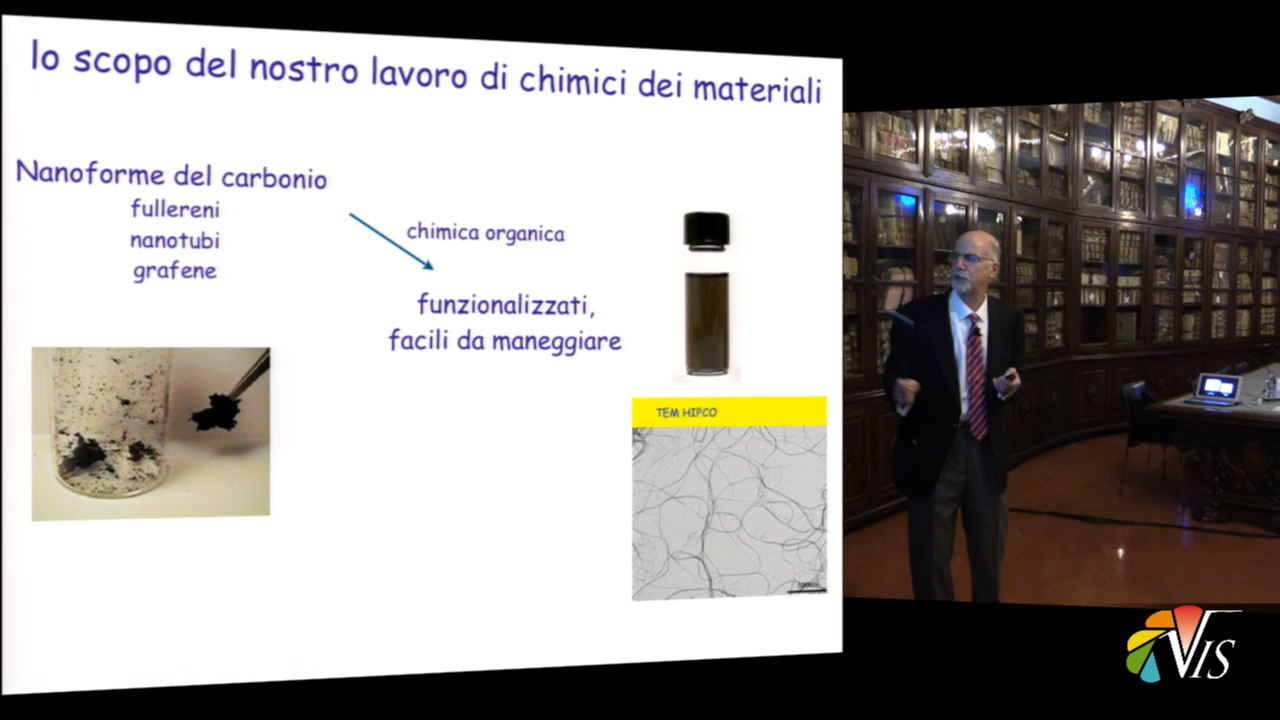 lo scopo del nostro lavoro di chimici dei materiali
Nanoforme del carbonio
fullereni
nanotubi
grafene
chimica organica
funzionalizzati,
facili da maneggiare
TEM HIPCO
VIS